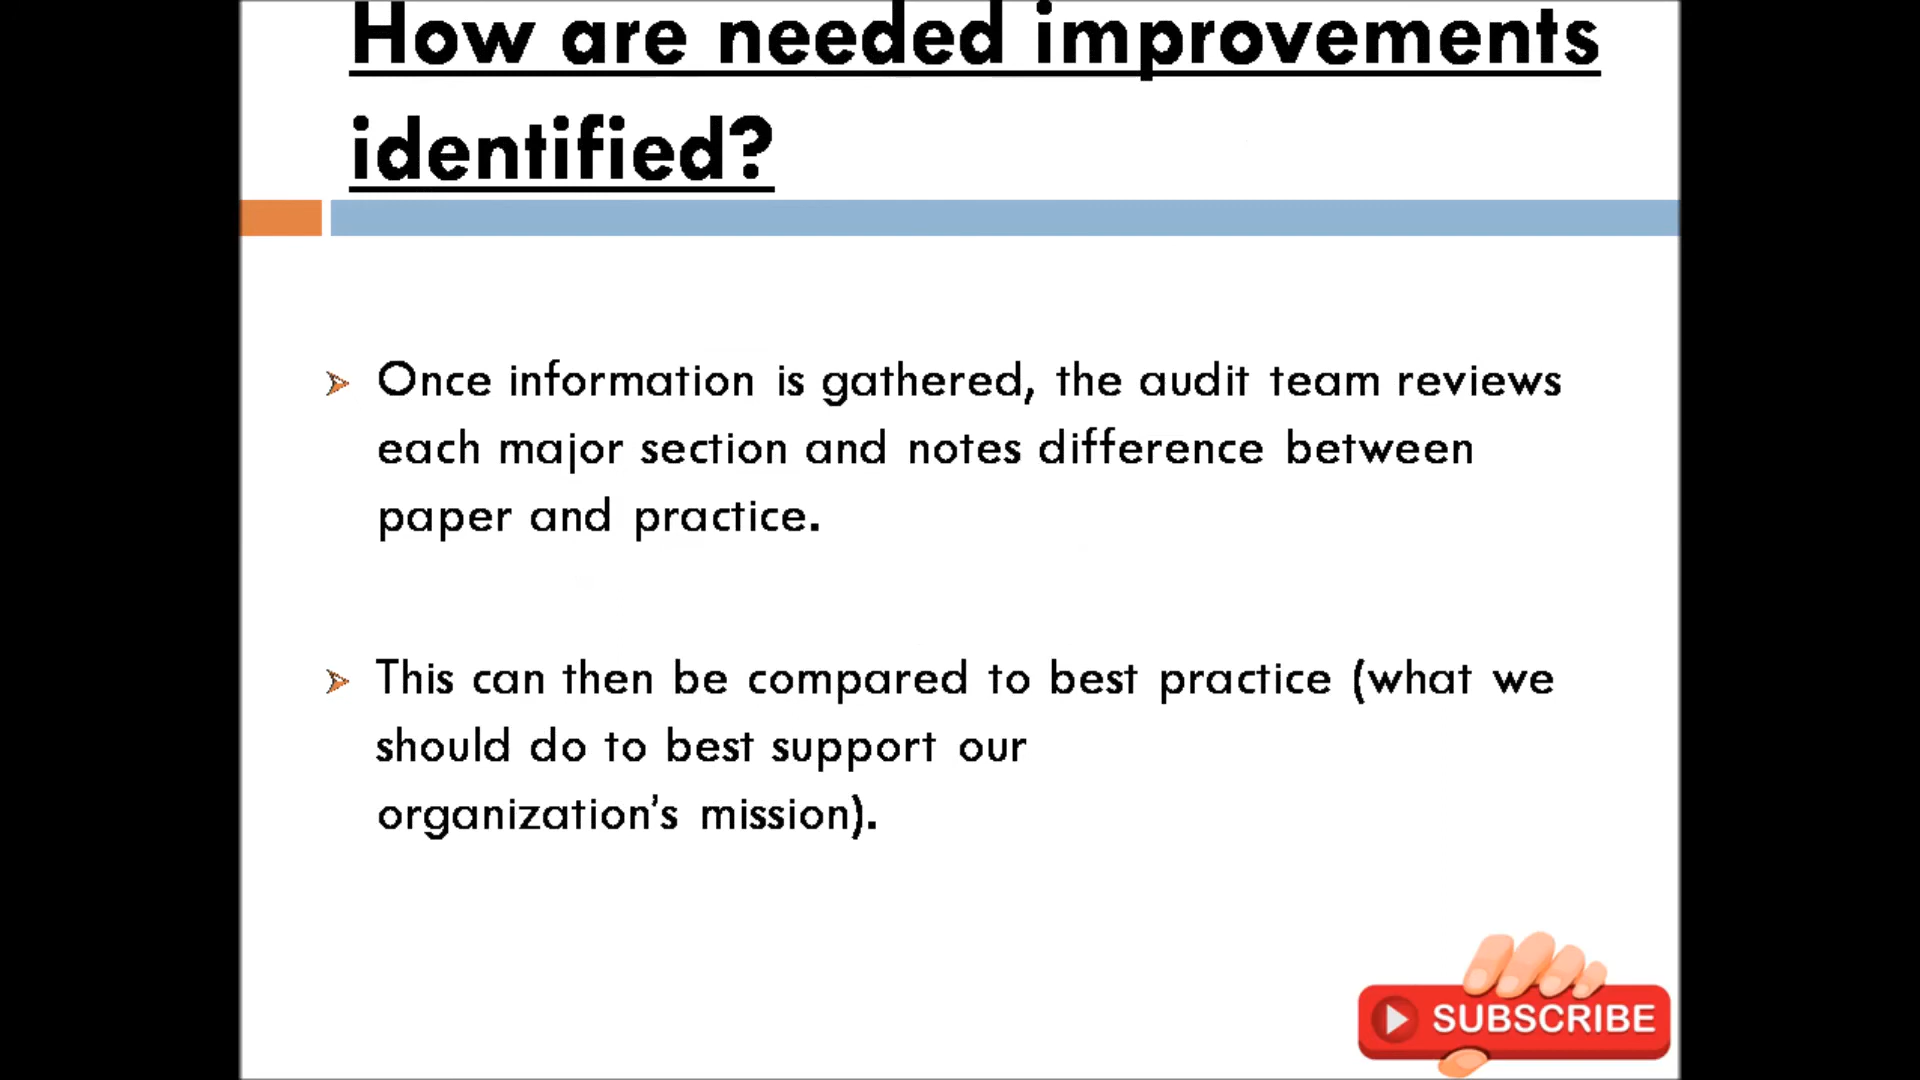 How are needed improvements
identified?
Once information is gathered, the audit team reviews
each major section and notes difference between
paper and practice.
This can then be compared to best practice (what we
should do to best support our
organization’s mission).
SUBSCRIBE